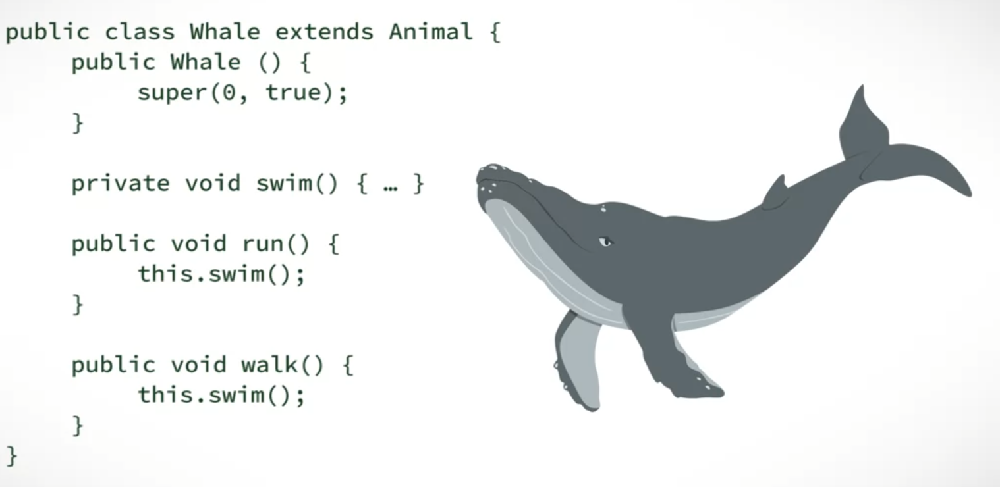 public class Whale extends Animal {
public Whale () {
super(0, true);
}
private void swim() { … }
public void run() {
this.swim();
}
public void walk() {
this.swim();
}
}